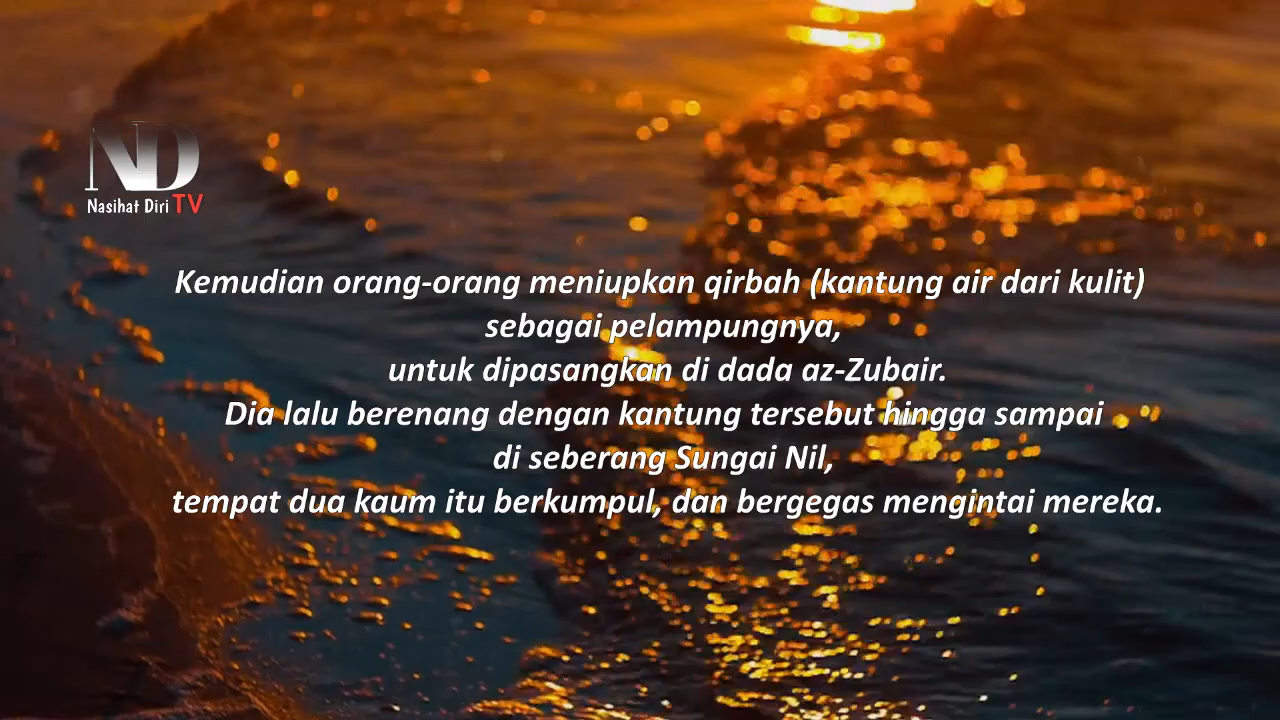 ND
Nasihat Diri TV
Kemudian orang-orang meniupkan qirbah (kantung air dari kulit)
sebagai pelampungnya,
untuk dipasangkan di dada az-Zubair.
Dia lalu berenang dengan kantung tersebut hingga sampai
di seberang Sungai Nil,
tempat dua kaum itu berkumpul, dan bergegas mengintai mereka.